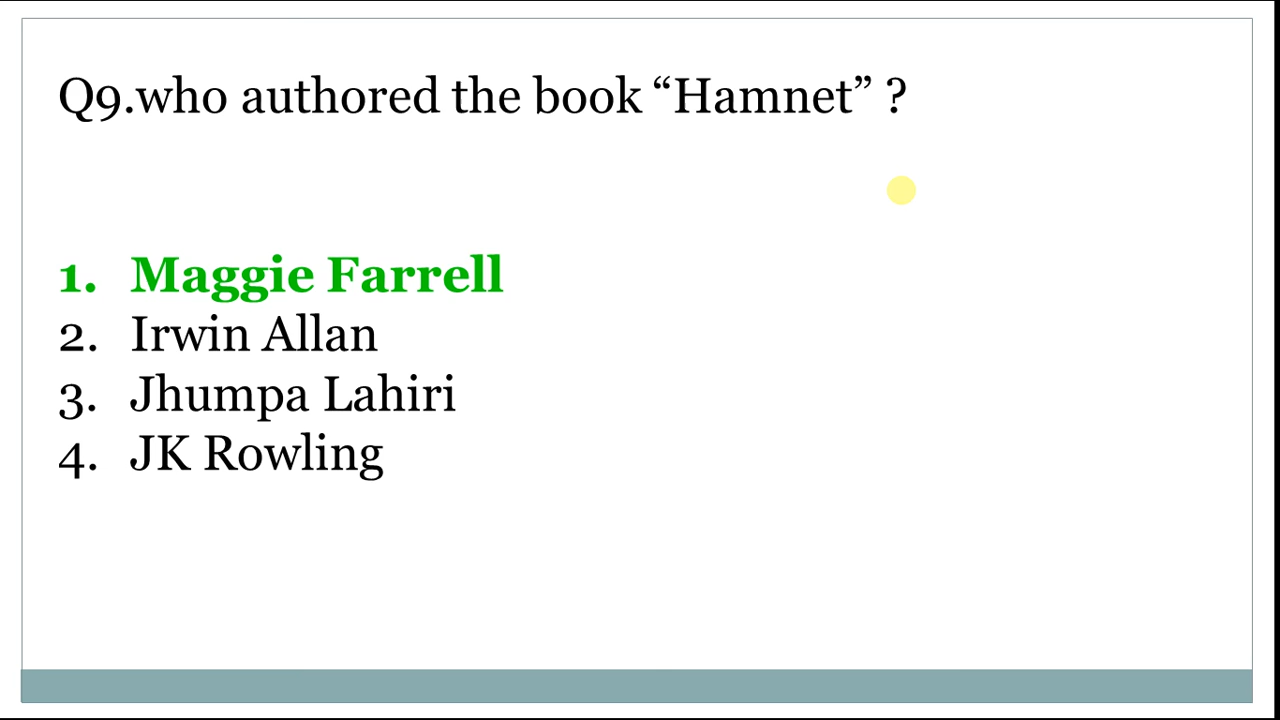 Q9.who authored the book “Hamnet” ?
1. Maggie Farrell
2. Irwin Allan
3. Jhumpa Lahiri
4. JK Rowling